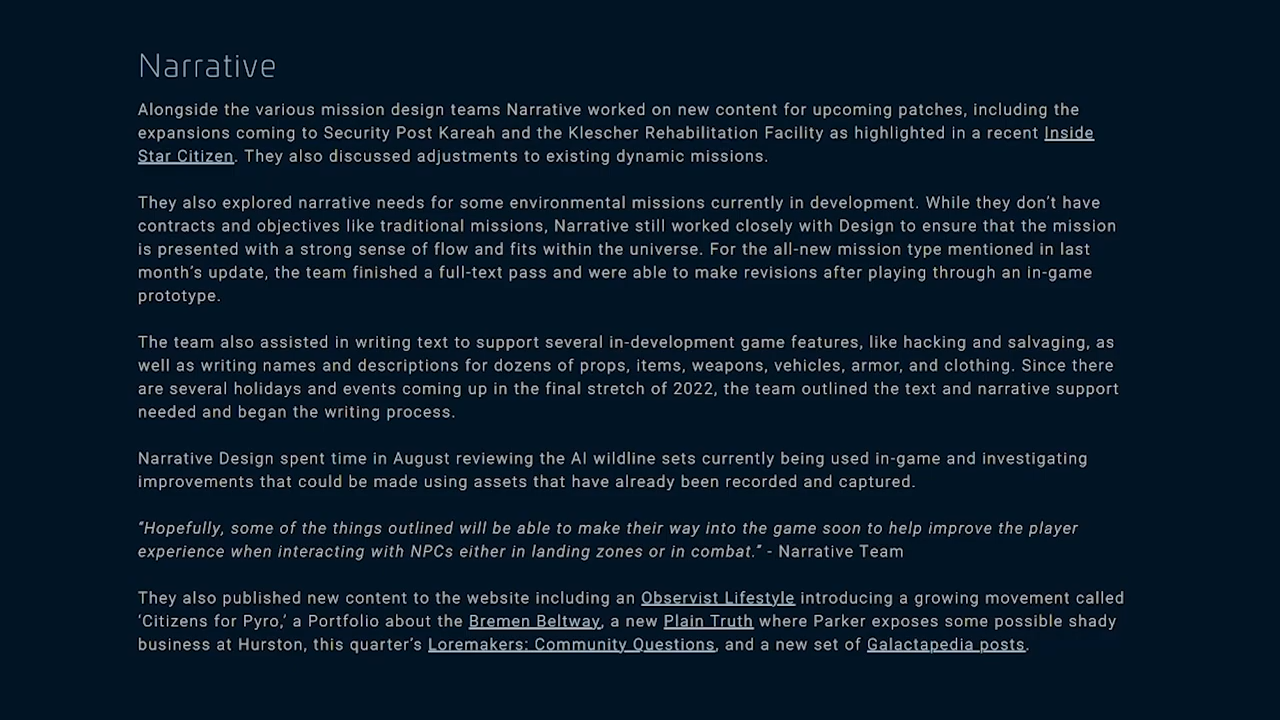 Narrative
Alongside the various mission design teams Narrative worked on new content for upcoming patches, including the
expansions coming to Security Post Kareah and the Klescher Rehabilitation Facility as highlighted in a recent Inside
Star Citizen. They also discussed adjustments to existing dynamic missions.
They also explored narrative needs for some environmental missions currently in development. While they don’t have
contracts and objectives like traditional missions, Narrative still worked closely with Design to ensure that the mission
is presented with a strong sense of flow and fits within the universe. For the all-new mission type mentioned in last
month’s update, the team finished a full-text pass and were able to make revisions after playing through an in-game
prototype.
The team also assisted in writing text to support several in-development game features, like hacking and salvaging, as
well as writing names and descriptions for dozens of props, items, weapons, vehicles, armor, and clothing. Since there
are several holidays and events coming up in the final stretch of 2022, the team outlined the text and narrative support
needed and began the writing process.
Narrative Design spent time in August reviewing the AI wildline sets currently being used in-game and investigating
improvements that could be made using assets that have already been recorded and captured.
“Hopefully, some of the things outlined will be able to make their way into the game soon to help improve the player
experience when interacting with NPCs either in landing zones or in combat.” - Narrative Team
They also published new content to the website including an Observist Lifestyle introducing a growing movement called
‘Citizens for Pyro,’ a Portfolio about the Bremen Beltway, a new Plain Truth where Parker exposes some possible shady
business at Hurston, this quarter’s Loremakers: Community Questions, and a new set of Galactapedia posts.